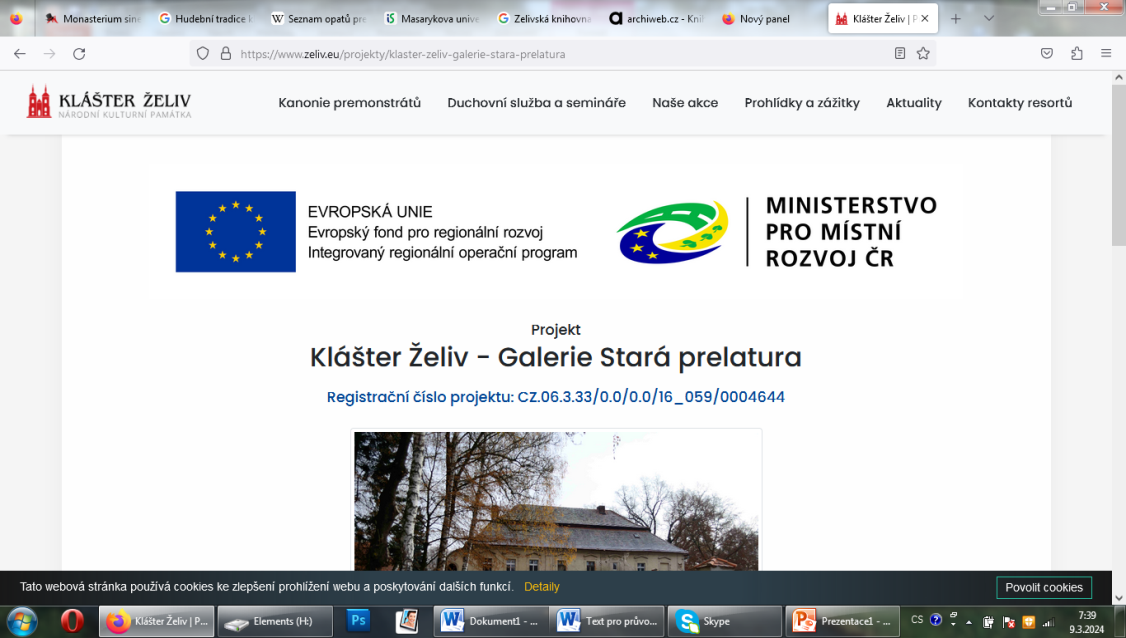 Monasterium sin
Hudební tradice k
Seznam opatů pre
Masarykova unive
Zelivská knihovna
archiweb.cz - Kni
Nový panel
Klášter Želiv | P
https://www.zeliv.eu/projekty/klaster-zeliv-galerie-stara-prelatura
KLÁŠTER ŽELIV
NÁRODNÍ KULTURNÍ PAMÁTKA
Kanonie premonstrátů
Duchovní služba a semináře
Naše akce
Prohlídky a zážitky
Aktuality
Kontakty resortů
EVROPSKÁ UNIE
Evropský fond pro regionální rozvoj
Integrovaný regionální operační program
MINISTERSTVO
PRO MÍSTNÍ
ROZVOJ ČR
Projekt
Klášter Želiv - Galerie Stará prelatura
Registrační číslo projektu: CZ.06.3.33/0.0/0.0/16_059/0004644
Tato webová stránka používá cookies ke zlepšení prohlížení webu a poskytování dalších funkcí. Detaily
Povolit cookies
Klášter Želiv | P...
Elements (H:)
Ps
Dokument1 - ...
Text pro průvo...
Skype
Prezentace1 - ...
CS
7:39
9.3.2024